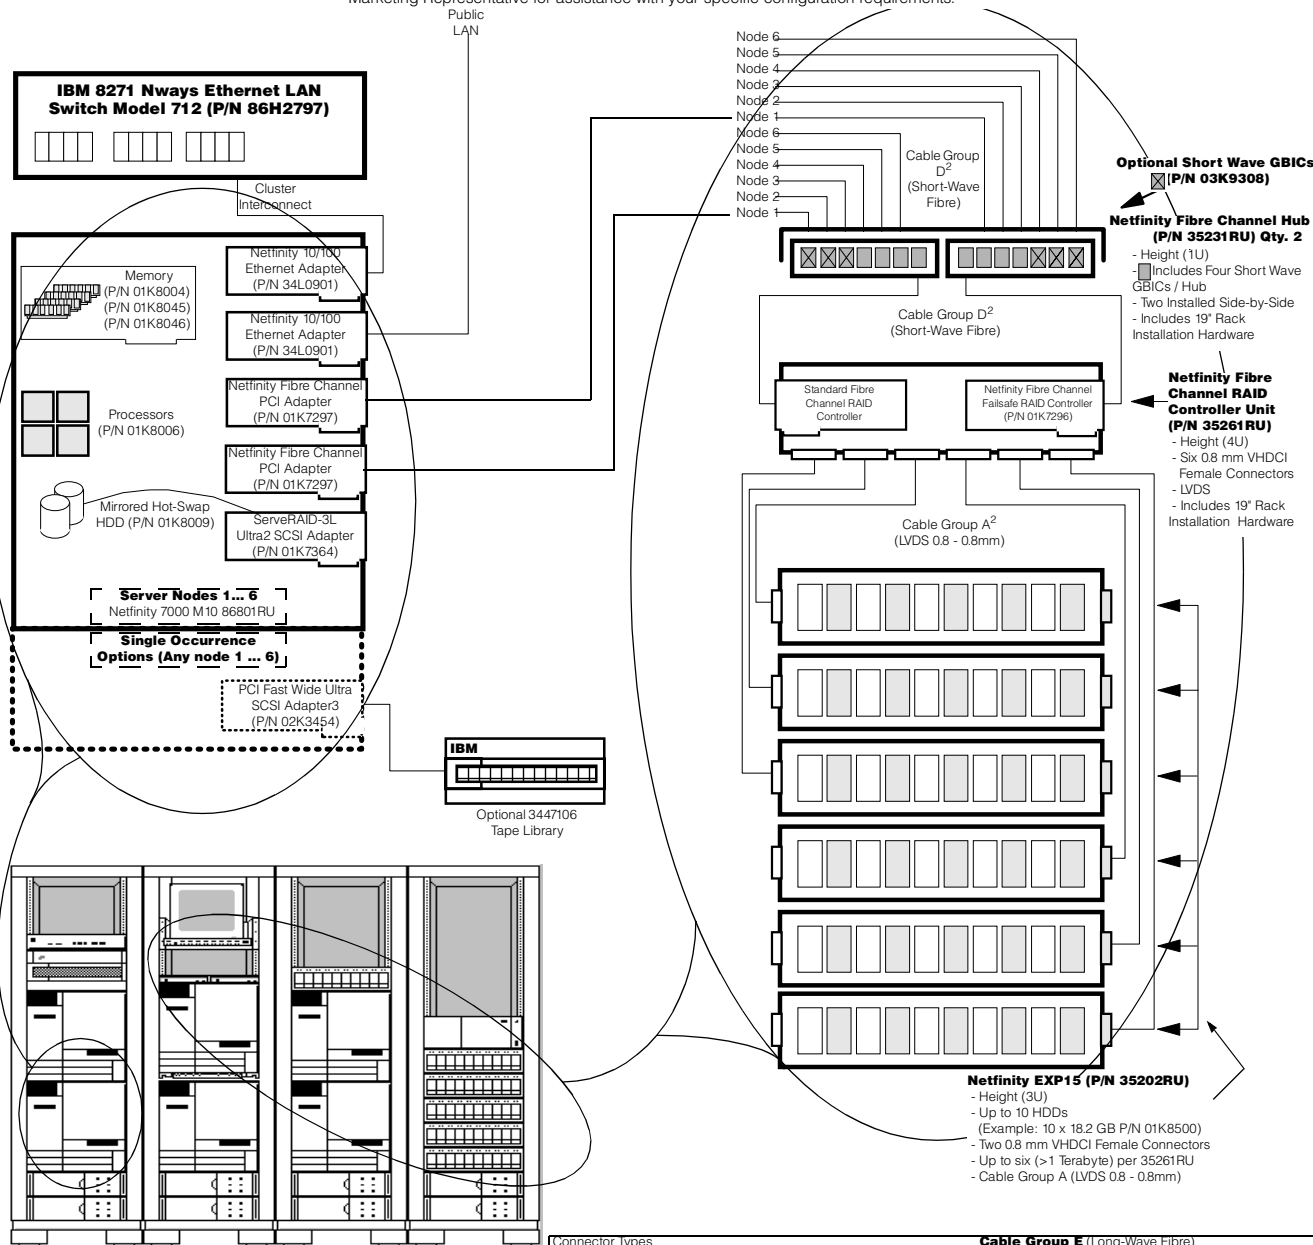 Marketing Representative for assistance with your specific configuration requirements.
Public
LAN
IBM 8271 Nways Ethernet LAN
Switch Model 712 (P/N 86H2797)
Cluster
Interconnect
Netfinity 10/100
Ethernet Adapter
(P/N 34L0901)
Memory
(P/N 01K8004)
(P/N 01K8045)
(P/N 01K8046)
Netfinity 10/100
Ethernet Adapter
(P/N 34L0901)
Netfinity Fibre Channel
PCI Adapter
(P/N 01K7297)
Processors
(P/N 01K8006)
Netfinity Fibre Channel
PCI Adapter
(P/N 01K7297)
Mirrored Hot-Swap
HDD (P/N 01K8009)
ServeRAID-3L
Ultra2 SCSI Adapter
(P/N 01K7364)
Server Nodes 1... 6
Netfinity 7000 M10 86801RU
Single Occurrence
Options (Any node 1 ... 6)
PCI Fast Wide Ultra
SCSI Adapter3
(P/N 02K3454)
IBM
Optional 3447106
Tape Library
Node 6
Node 5
Node 4
Node 3
Node 2
Node 1
Node 6
Node 5
Node 4
Node 3
Node 2
Node 1
Cable Group
D2
(Short-Wave
Fibre)
Optional Short Wave GBICs
(P/N 03K9308)
Netfinity Fibre Channel Hub
(P/N 35231RU) Qty. 2
- Height (1U)
- Includes Four Short Wave
GBICs / Hub
- Two Installed Side-by-Side
- Includes 19" Rack
Installation Hardware
Cable Group D2
(Short-Wave Fibre)
Standard Fibre
Channel RAID
Controller
Netfinity Fibre Channel
Failsafe RAID Controller
(P/N 01K7296)
Netfinity Fibre
Channel RAID
Controller Unit
(P/N 35261RU)
- Height (4U)
- Six 0.8 mm VHDCI
Female Connectors
- LVDS
- Includes 19" Rack
Installation Hardware
Cable Group A2
(LVDS 0.8 - 0.8mm)
Netfinity EXP15 (P/N 35202RU)
- Height (3U)
- Up to 10 HDDs
(Example: 10 x 18.2 GB P/N 01K8500)
- Two 0.8 mm VHDCI Female Connectors
- Up to six (>1 Terabyte) per 35261RU
- Cable Group A (LVDS 0.8 - 0.8mm)
Connector Types
Cable Group E (Long-Wave Fibre)